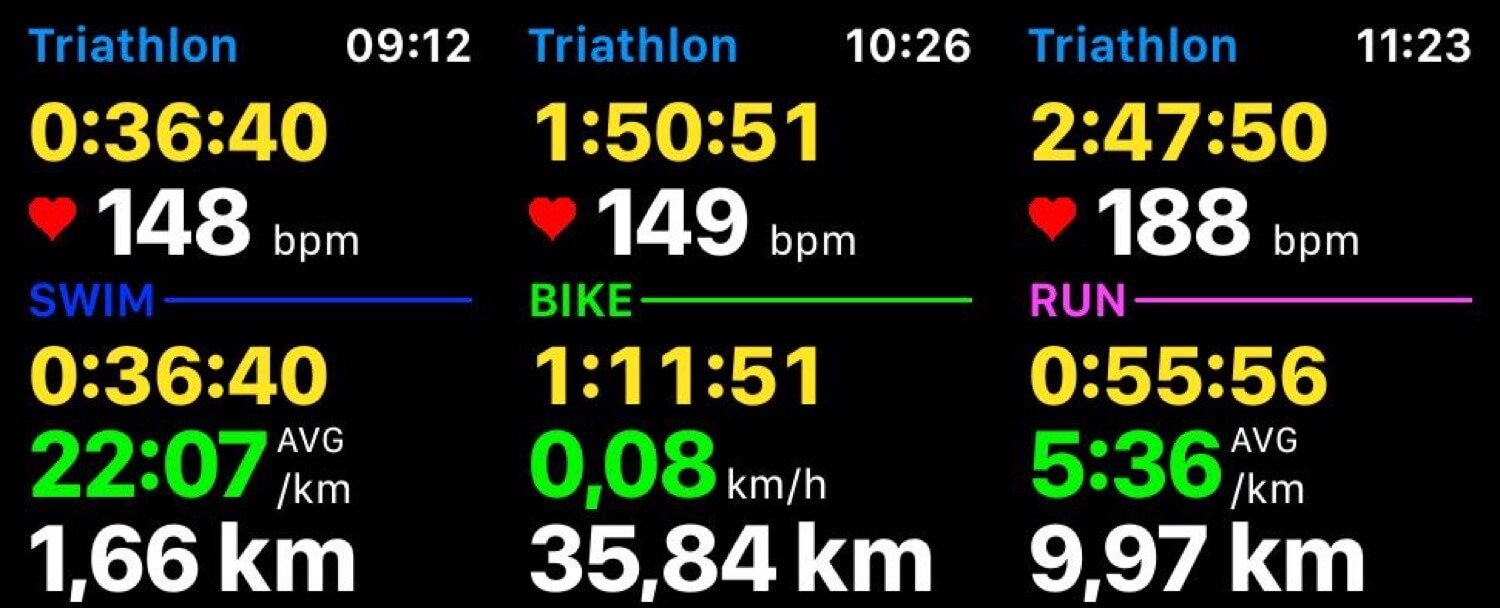 Triathlon 09:12
0:36:40
148 bpm
SWIM
0:36:40
22:07 AVG /km
1,66 km
Triathlon 10:26
1:50:51
149 bpm
BIKE
1:11:51
0,08 km/h
35,84 km
Triathlon 11:23
2:47:50
188 bpm
RUN
0:55:56
5:36 AVG /km
9,97 km